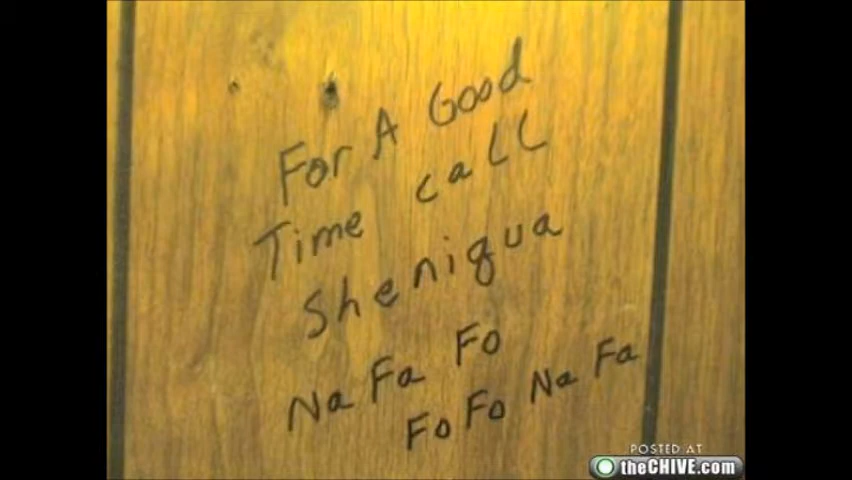 For A Good
Time call
Sheniqua
Na Fa Fo
Fo Fo Na Fa
POSTED AT
theCHIVE.com